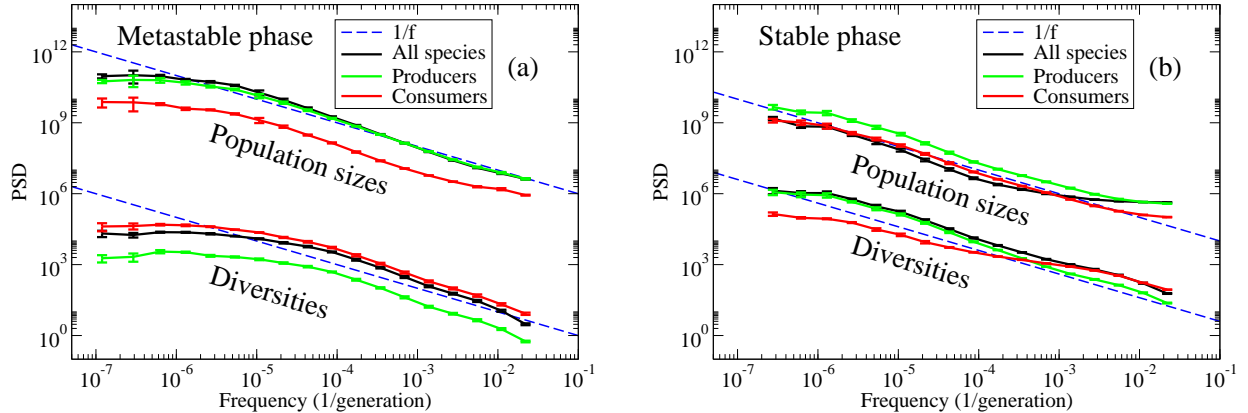 Metastable phase
(a)
1/f
All species
Producers
Consumers
Population sizes
Diversities
PSD
10^12
10^9
10^6
10^3
10^0
10^-7 10^-6 10^-5 10^-4 10^-3 10^-2 10^-1
Frequency (1/generation)
Stable phase
(b)
1/f
All species
Producers
Consumers
Population sizes
Diversities
PSD
10^12
10^9
10^6
10^3
10^0
10^-7 10^-6 10^-5 10^-4 10^-3 10^-2 10^-1
Frequency (1/generation)